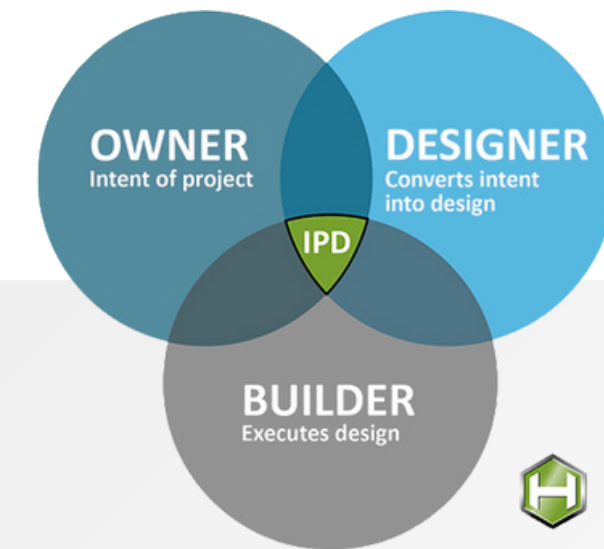 OWNER
Intent of project
DESIGNER
Converts intent
into design
IPD
BUILDER
Executes design
H